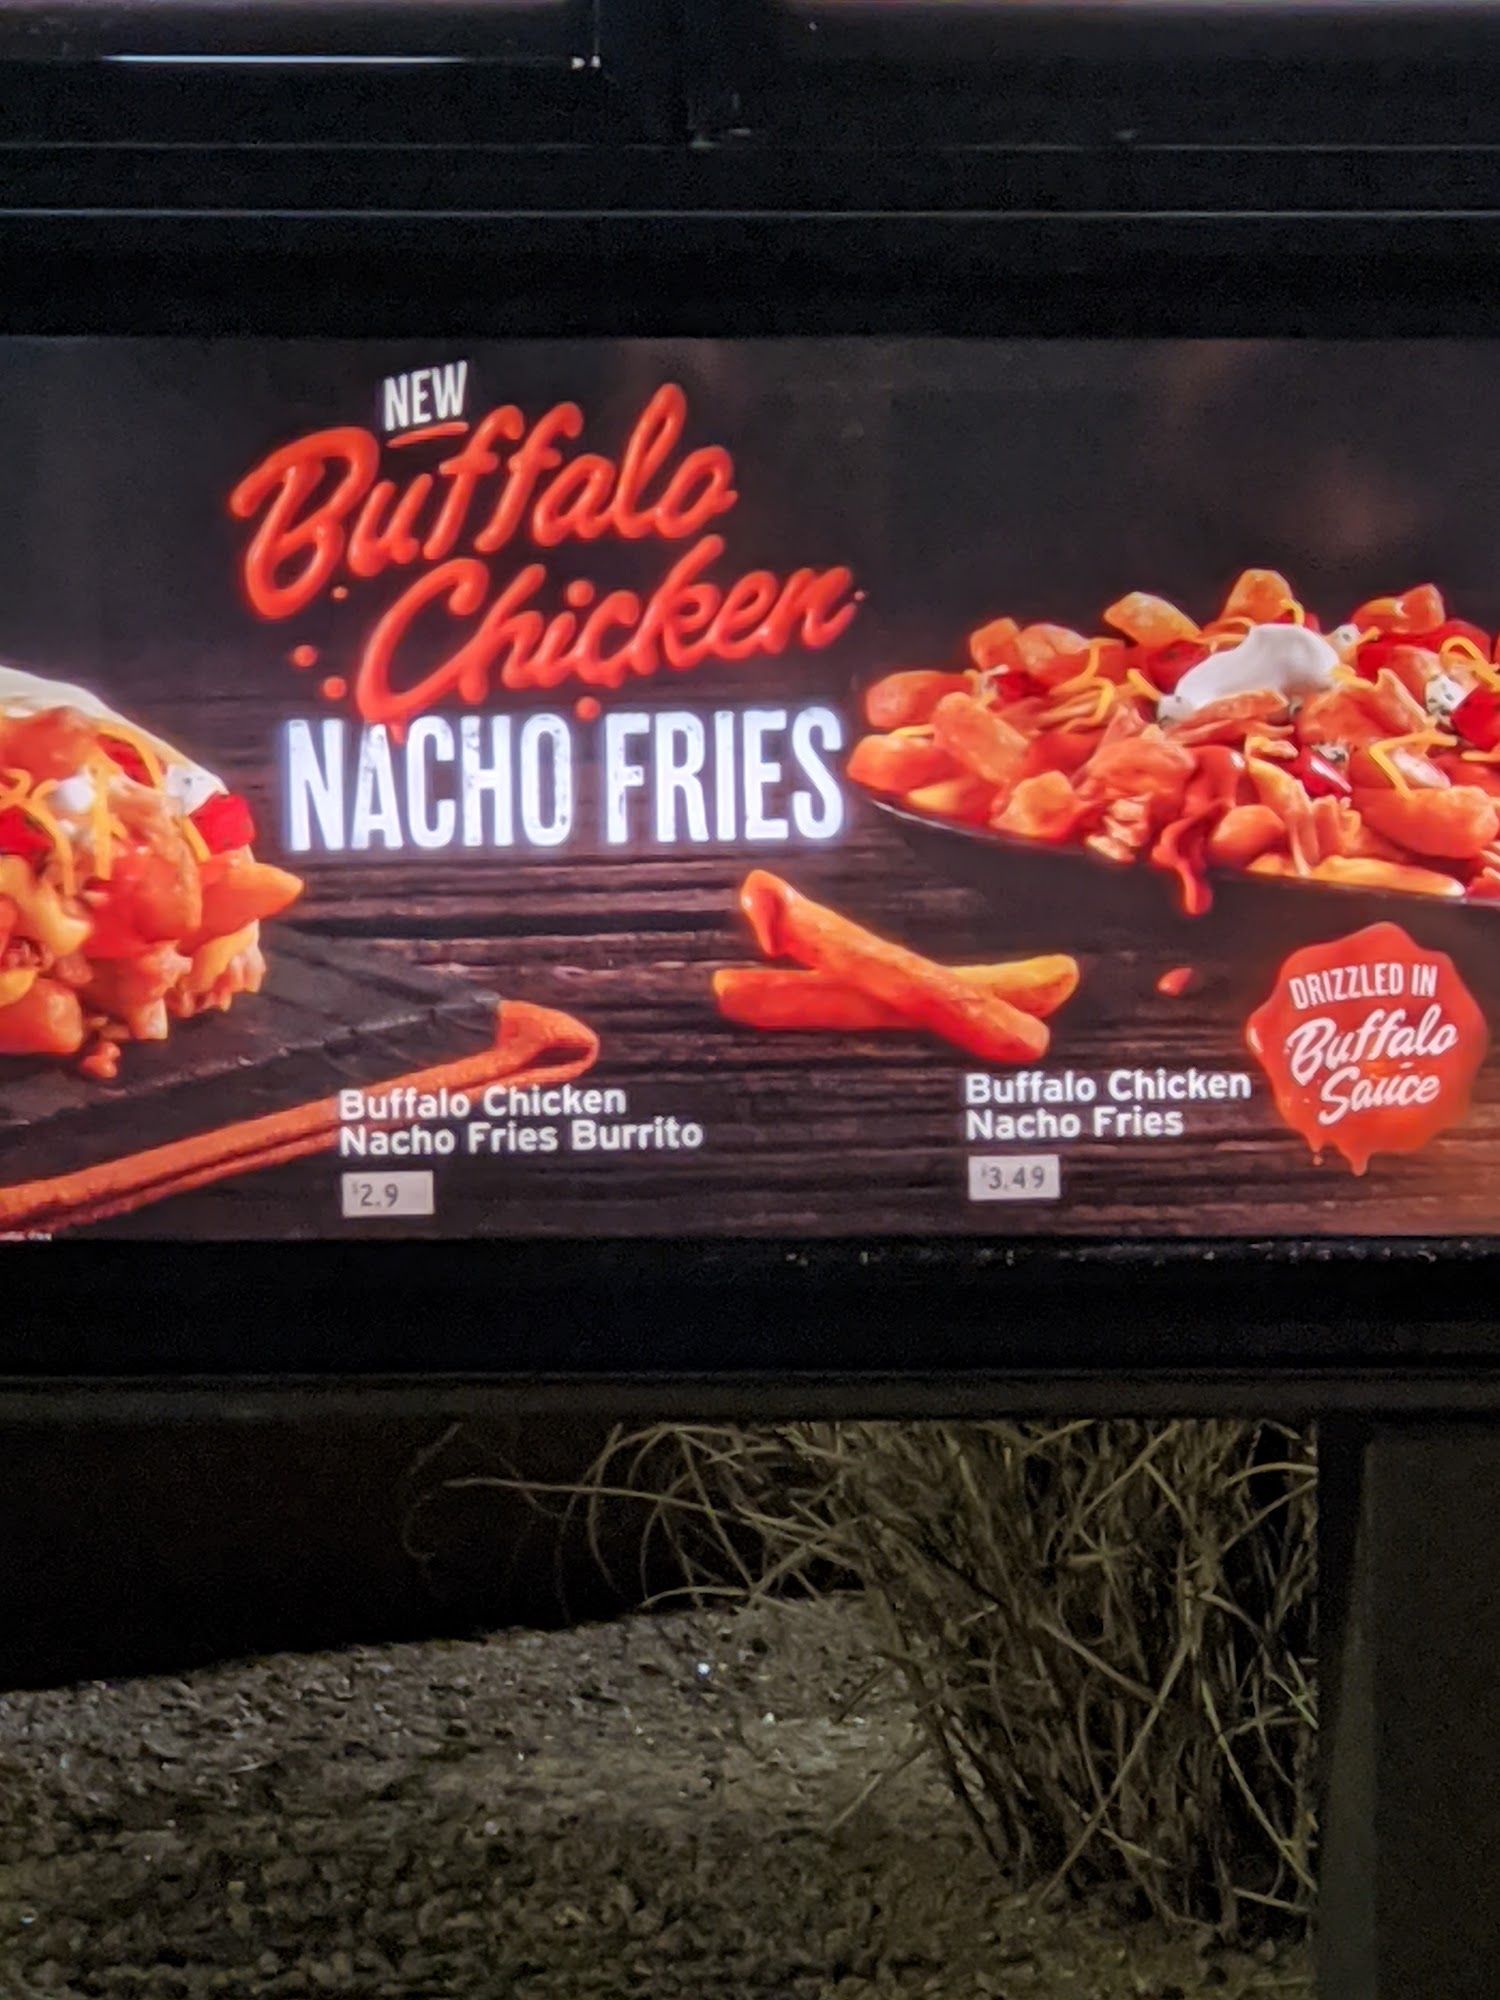 NEW
Buffalo
Chicken
NACHO FRIES
Buffalo Chicken
Nacho Fries Burrito
$2.9
Buffalo Chicken
Nacho Fries
$3.49
DRIZZLED IN
Buffalo
Sauce